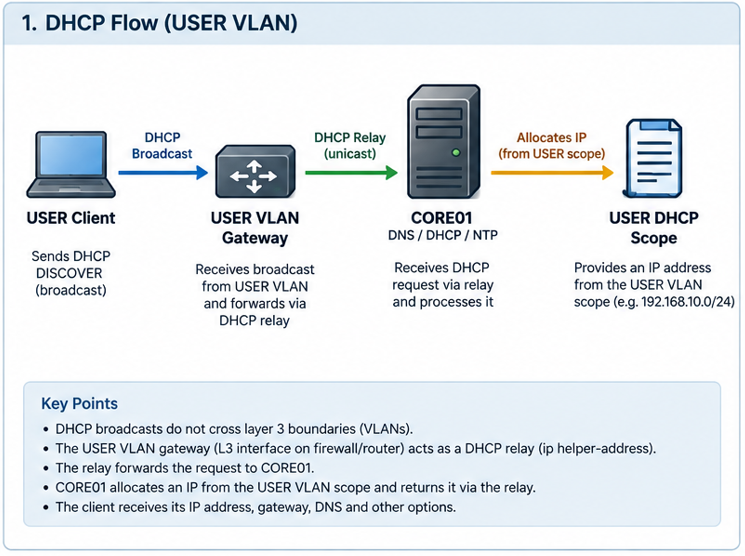 1. DHCP Flow (USER VLAN)
DHCP
Broadcast
DHCP Relay
(unicast)
Allocates IP
(from USER scope)
USER Client
Sends DHCP
DISCOVER
(broadcast)
USER VLAN
Gateway
Receives broadcast
from USER VLAN
and forwards via
DHCP relay
CORE01
DNS / DHCP / NTP
Receives DHCP
request via relay
and processes it
USER DHCP
Scope
Provides an IP address
from the USER VLAN
scope (e.g. 192.168.10.0/24)
Key Points
• DHCP broadcasts do not cross layer 3 boundaries (VLANs).
• The USER VLAN gateway (L3 interface on firewall/router) acts as a DHCP relay (ip helper-address).
• The relay forwards the request to CORE01.
• CORE01 allocates an IP from the USER VLAN scope and returns it via the relay.
• The client receives its IP address, gateway, DNS and other options.